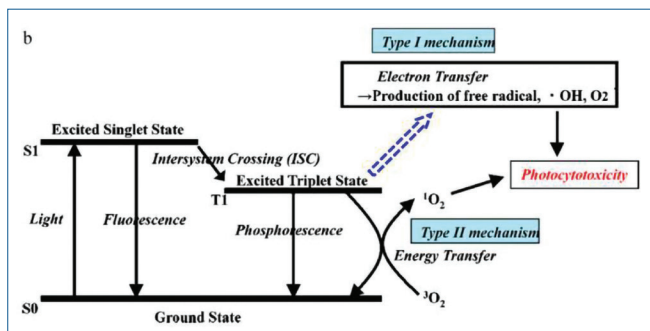 b
Type I mechanism
Electron Transfer
→Production of free radical, ・OH, O2
Excited Singlet State
S1
Intersystem Crossing (ISC)
Excited Triplet State
T1
Photocytotoxicity
¹O₂
Light
Fluorescence
Phosphorescence
Type II mechanism
Energy Transfer
³O₂
S0
Ground State